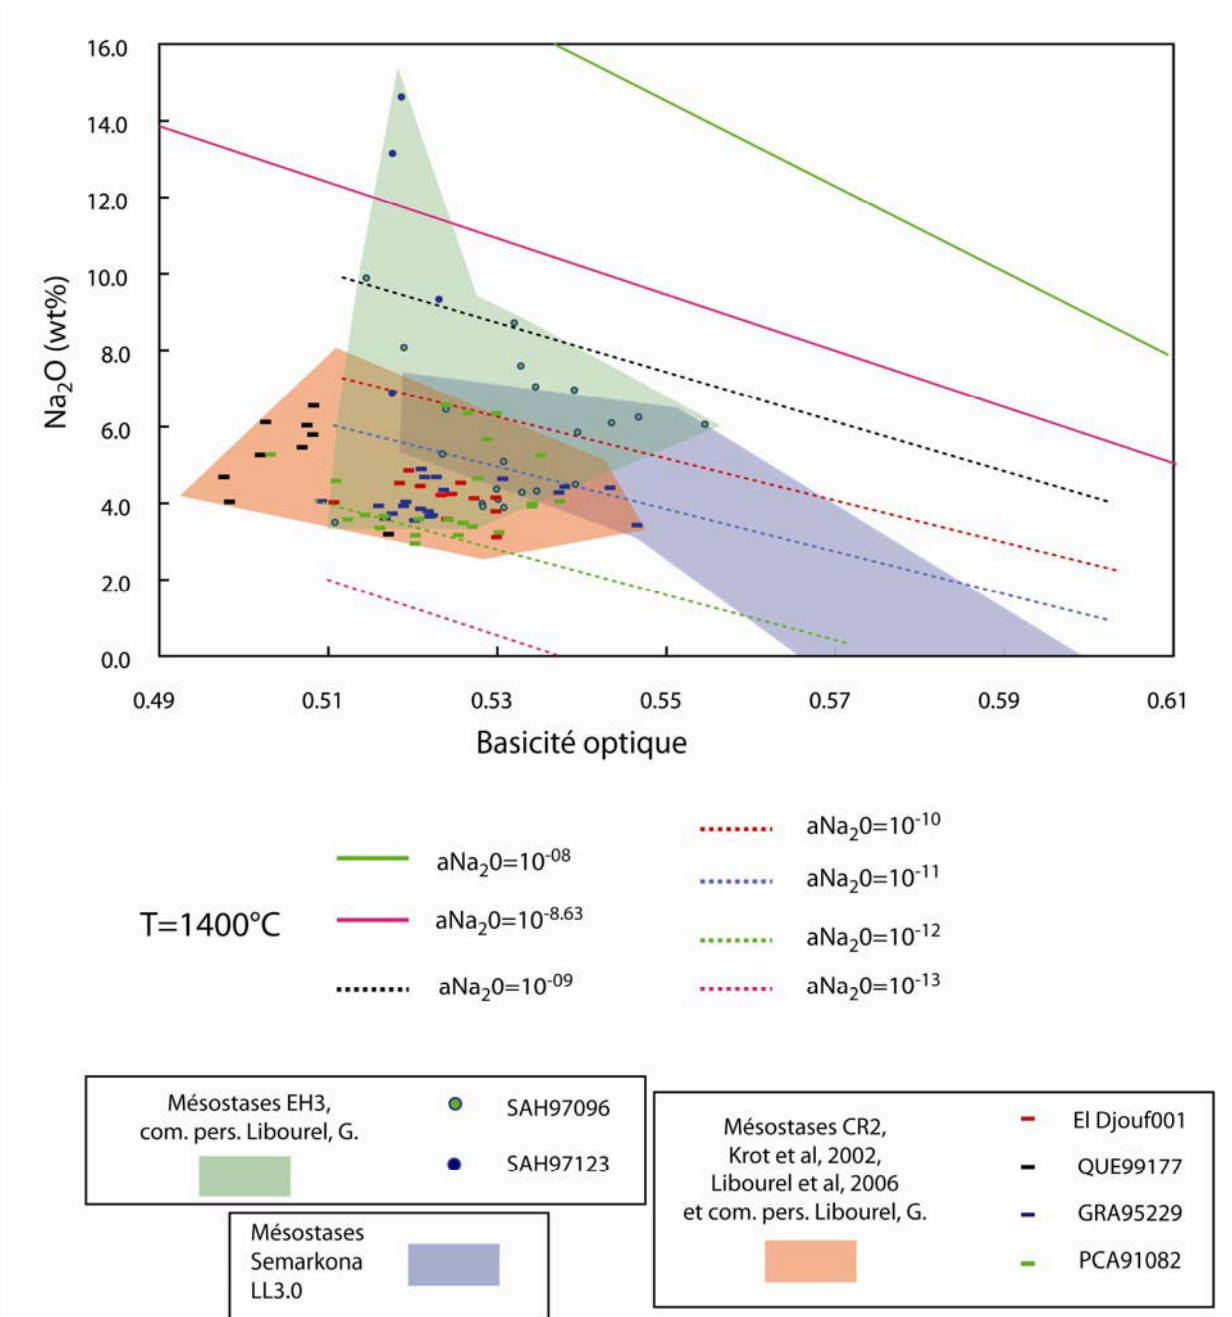 16.0
14.0
12.0
10.0
8.0
6.0
4.0
2.0
0.0
Na₂O (wt%)
0.49 0.51 0.53 0.55 0.57 0.59 0.61
Basicité optique
T=1400°C
aNa₂0=10⁻⁰⁸
aNa₂0=10⁻⁸·⁶³
aNa₂0=10⁻⁰⁹
aNa₂0=10⁻¹⁰
aNa₂0=10⁻¹¹
aNa₂0=10⁻¹²
aNa₂0=10⁻¹³
Mésostases EH3,
com. pers. Libourel, G.
SAH97096
SAH97123
Mésostases
Semarkona
LL3.0
Mésostases CR2,
Krot et al, 2002,
Libourel et al, 2006
et com. pers. Libourel, G.
El Djouf001
QUE99177
GRA95229
PCA91082